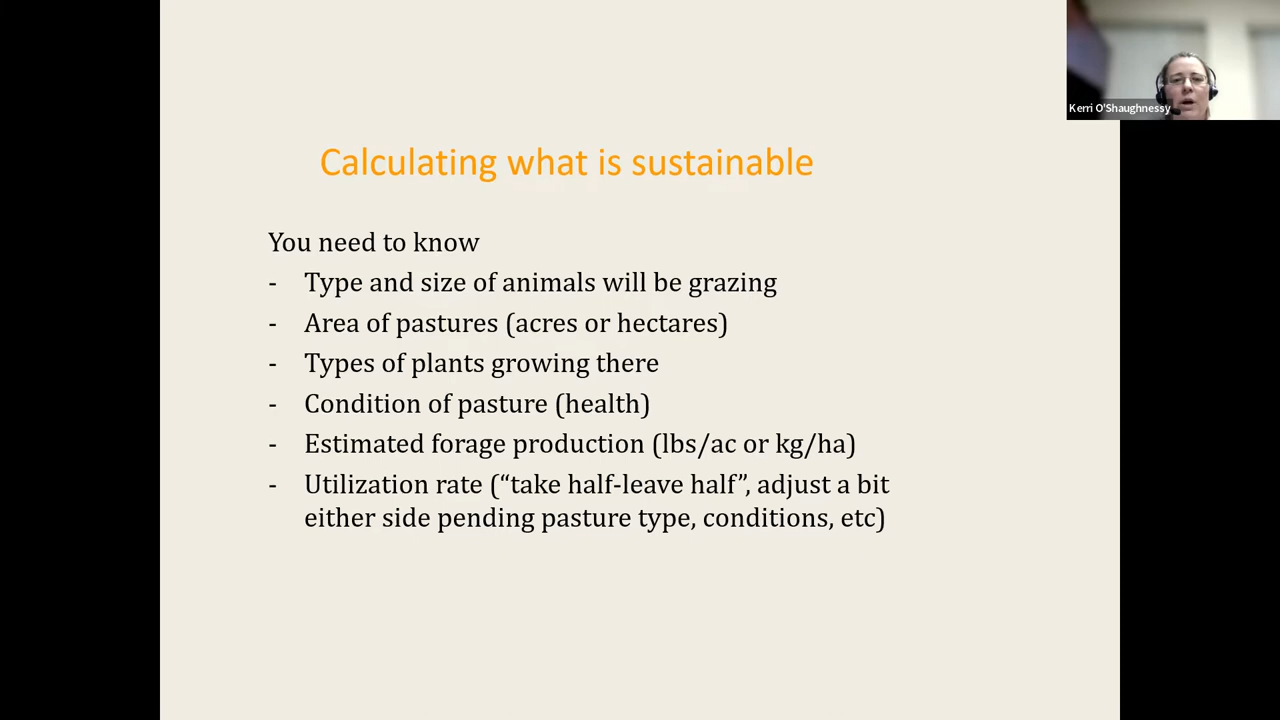 Kerri O'Shaughnessy
Calculating what is sustainable
You need to know
- Type and size of animals will be grazing
- Area of pastures (acres or hectares)
- Types of plants growing there
- Condition of pasture (health)
- Estimated forage production (lbs/ac or kg/ha)
- Utilization rate (“take half-leave half”, adjust a bit
either side pending pasture type, conditions, etc)